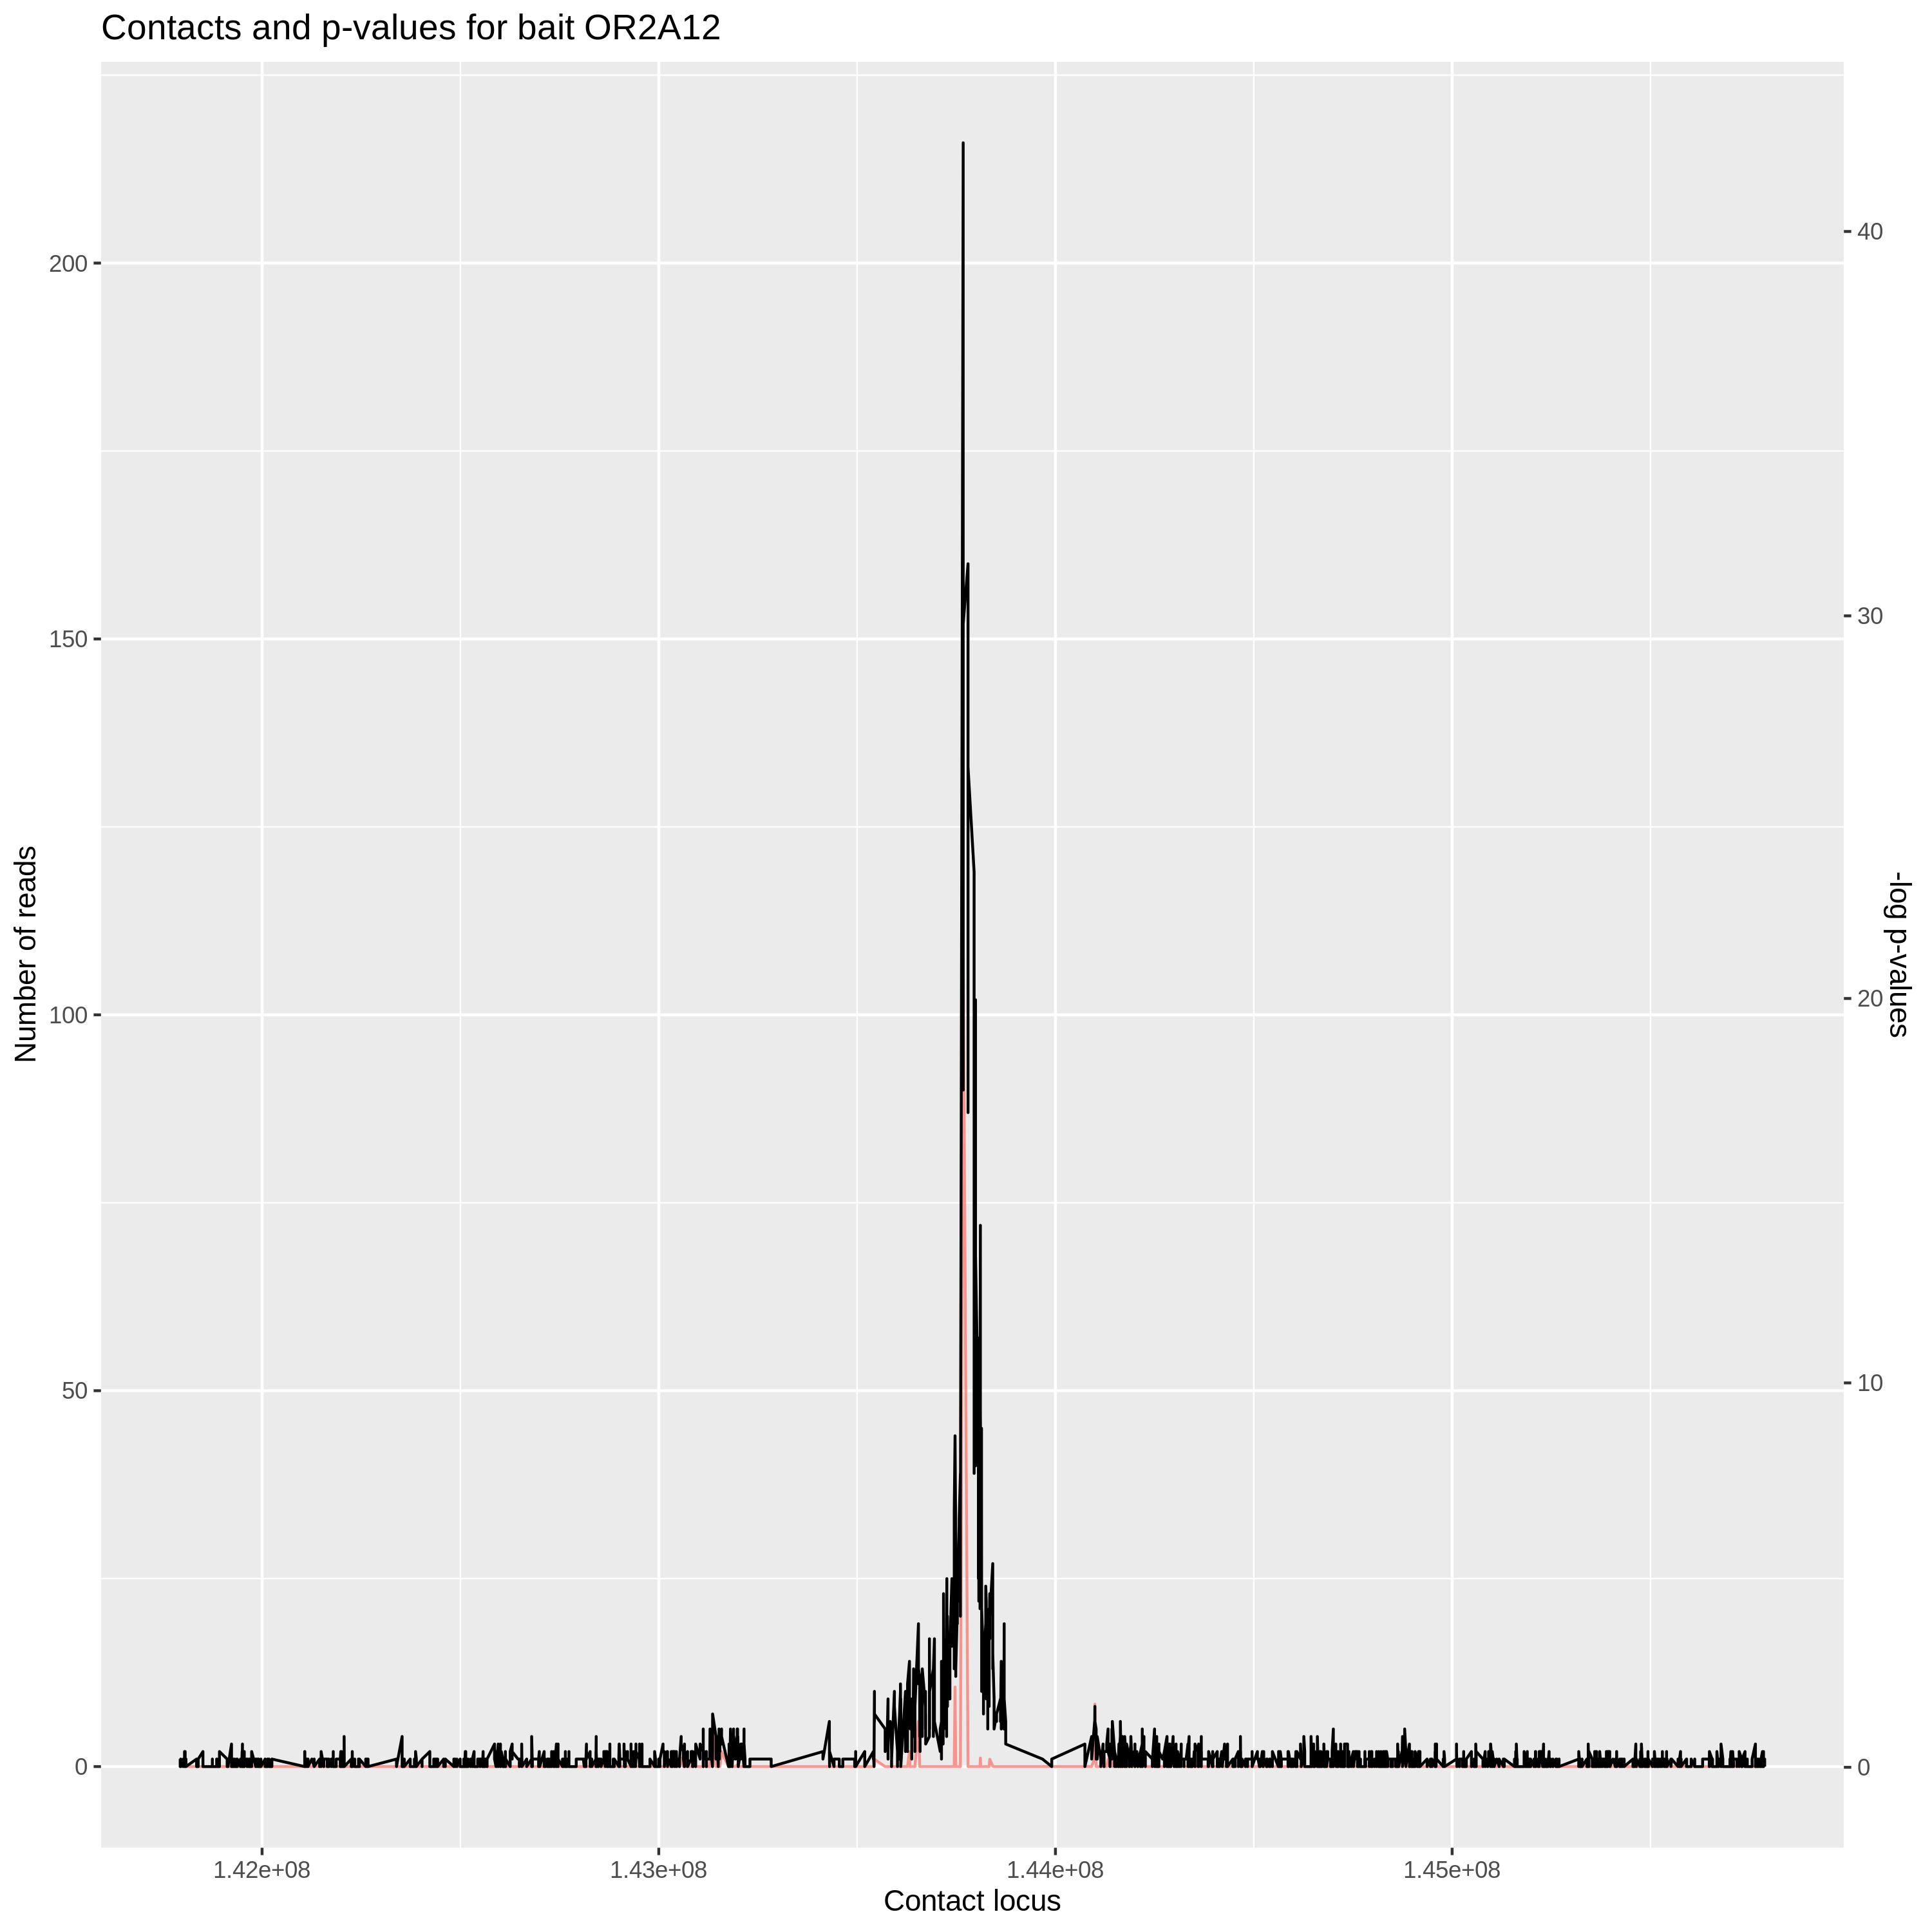 Contacts and p-values for bait OR2A12
200
150
100
50
0
Number of reads
40
30
20
10
0
-log p-values
1.42e+08
1.43e+08
1.44e+08
1.45e+08
Contact locus